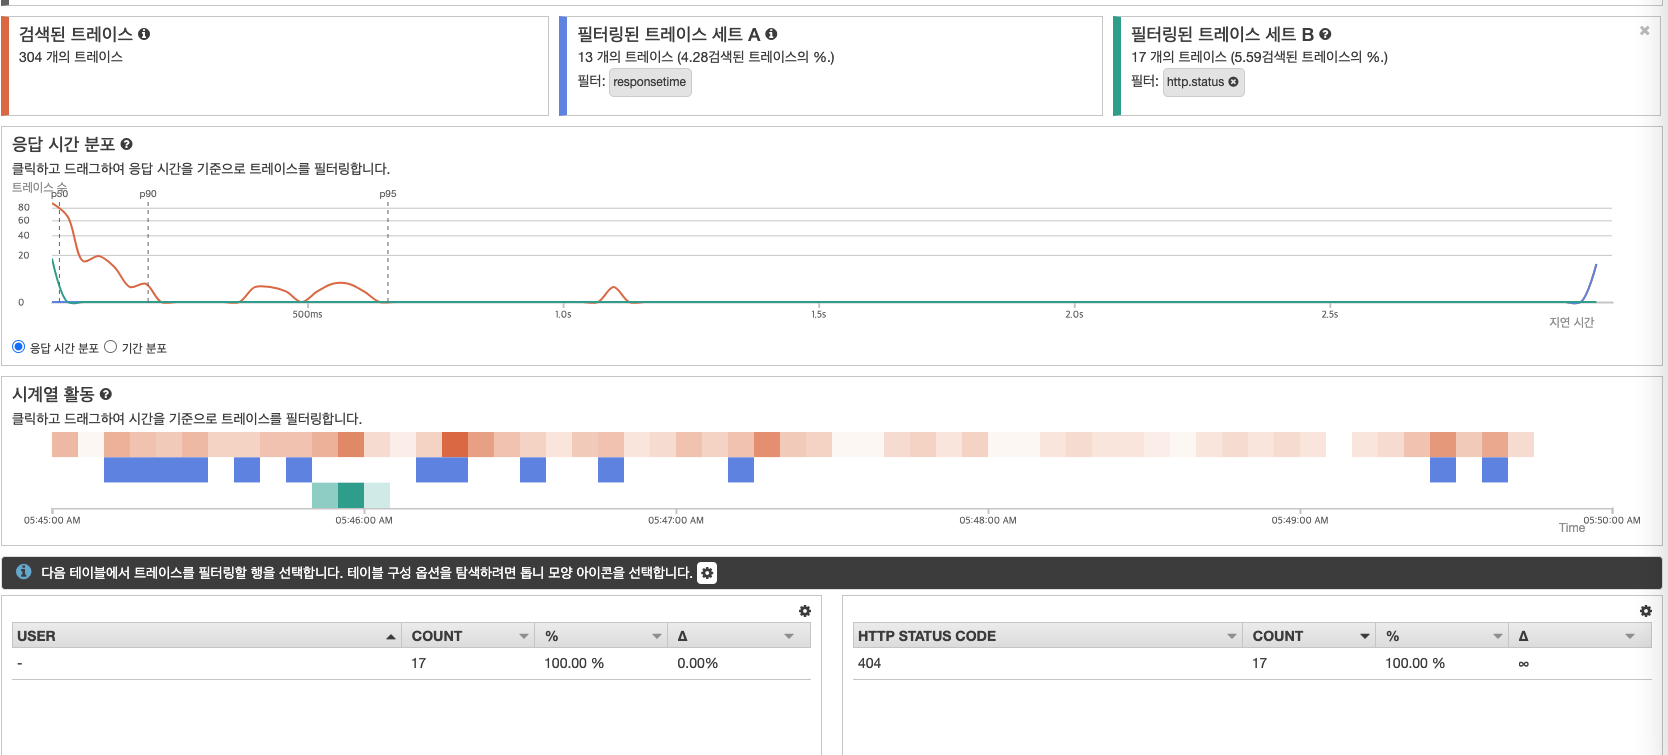 검색된 트레이스
304 개의 트레이스
필터링된 트레이스 세트 A
13 개의 트레이스 (4.28검색된 트레이스의 %.)
필터: responsetime
필터링된 트레이스 세트 B
17 개의 트레이스 (5.59검색된 트레이스의 %.)
필터: http.status
응답 시간 분포
클릭하고 드래그하여 응답 시간을 기준으로 트레이스를 필터링합니다.
트레이스 수
p50 p90 p95
80
60
40
20
0
500ms 1.0s 1.5s 2.0s 2.5s
지연 시간
응답 시간 분포 기간 분포
시계열 활동
클릭하고 드래그하여 시간을 기준으로 트레이스를 필터링합니다.
05:45:00 AM 05:46:00 AM 05:47:00 AM 05:48:00 AM 05:49:00 AM 05:50:00 AM
Time
다음 테이블에서 트레이스를 필터링할 행을 선택합니다. 테이블 구성 옵션을 탐색하려면 톱니 모양 아이콘을 선택합니다.
USER COUNT % Δ
- 17 100.00 % 0.00%
HTTP STATUS CODE COUNT % Δ
404 17 100.00 % ∞